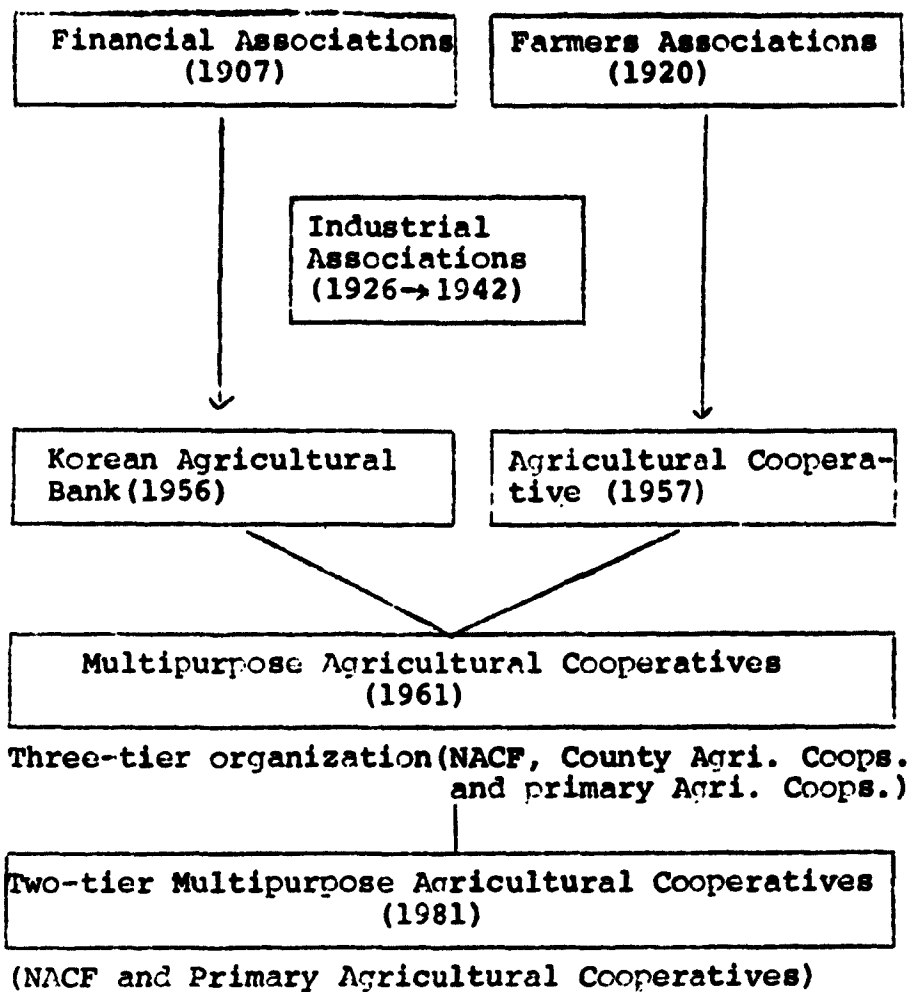 Financial Associations
(1907)
Farmers Associations
(1920)
Industrial
Associations
(1926→1942)
Korean Agricultural
Bank(1956)
Agricultural Coopera-
tive (1957)
Multipurpose Agricultural Cooperatives
(1961)
Three-tier organization(NACF, County Agri. Coops.
and primary Agri. Coops.)
Two-tier Multipurpose Agricultural Cooperatives
(1981)
(NACF and Primary Agricultural Cooperatives)